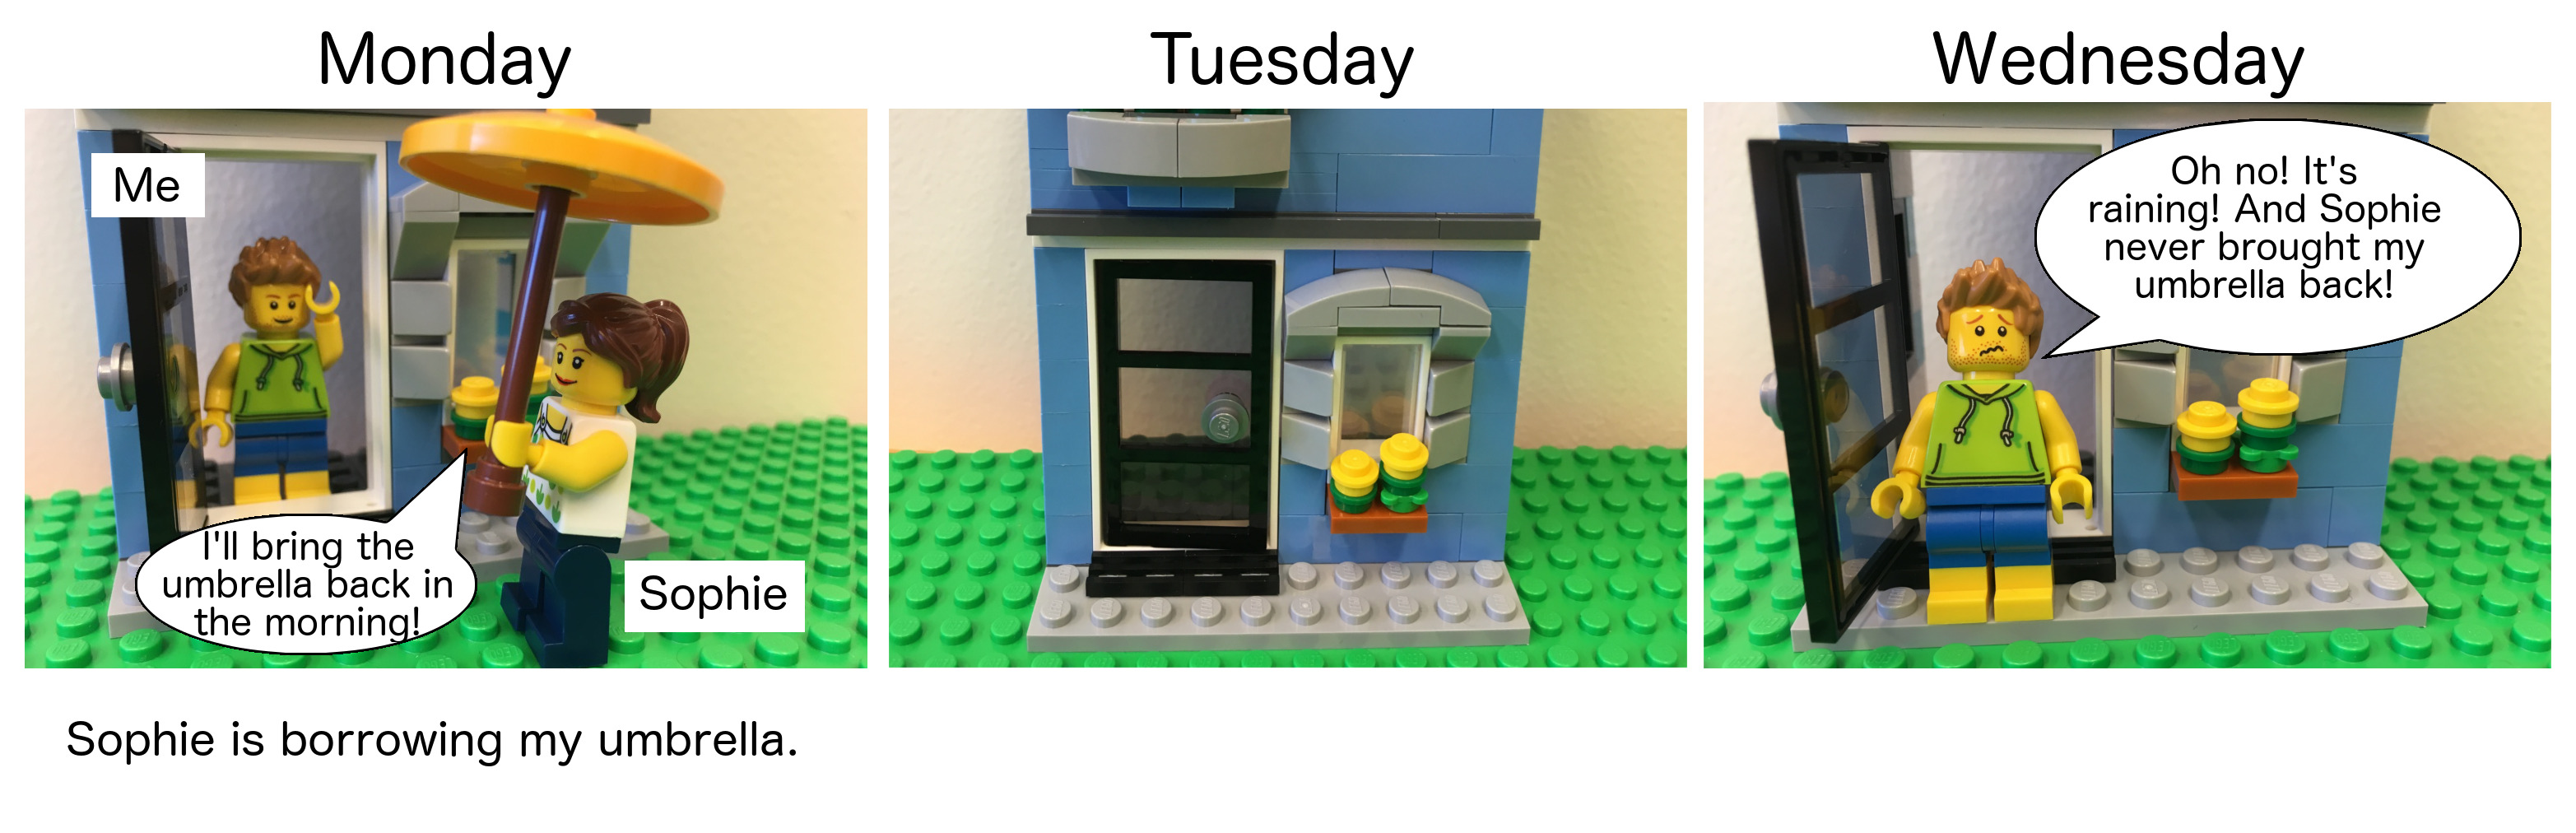 Monday
Tuesday
Wednesday
Me
I'll bring the
umbrella back in
the morning!
Sophie
Oh no! It's
raining! And Sophie
never brought my
umbrella back!
Sophie is borrowing my umbrella.